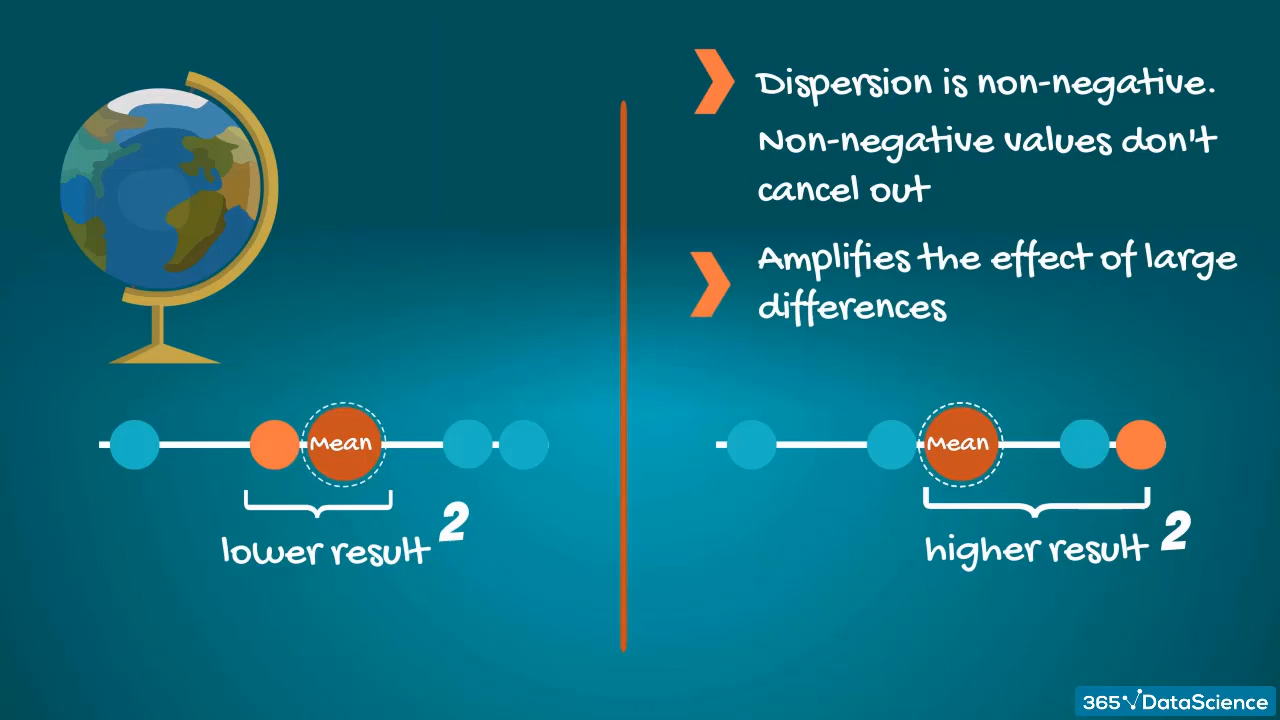 Dispersion is non-negative.
Non-negative values don't
cancel out
Amplifies the effect of large
differences
Mean
lower result 2
Mean
higher result 2
365 DataScience